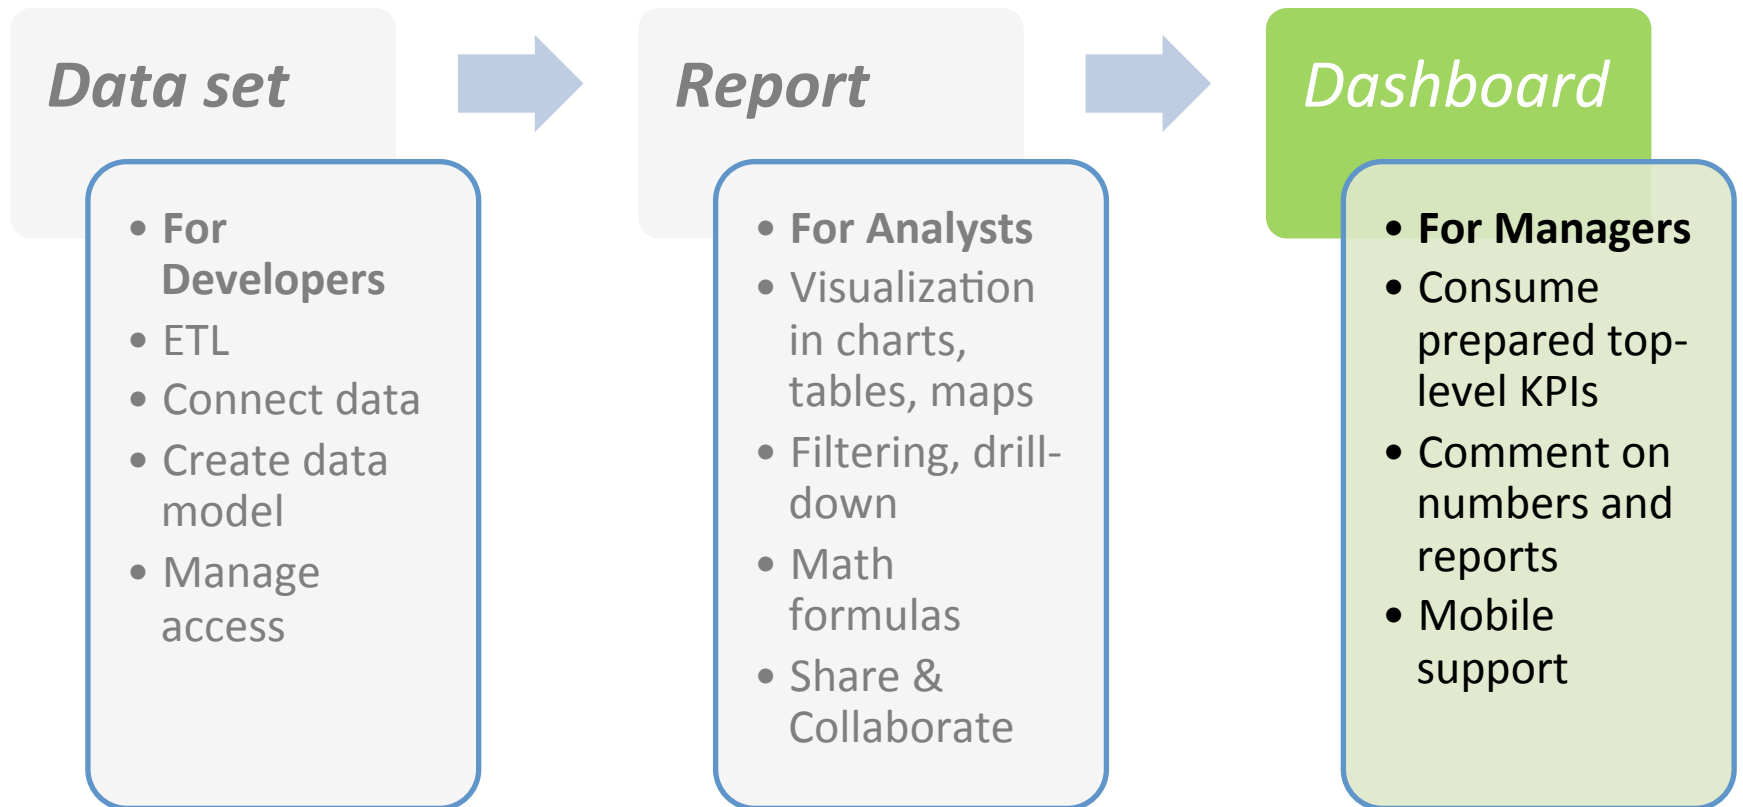 Data set
• For
Developers
• ETL
• Connect data
• Create data
model
• Manage
access
Report
• For Analysts
• Visualization
in charts,
tables, maps
• Filtering, drill-
down
• Math
formulas
• Share &
Collaborate
Dashboard
• For Managers
• Consume
prepared top-
level KPIs
• Comment on
numbers and
reports
• Mobile
support